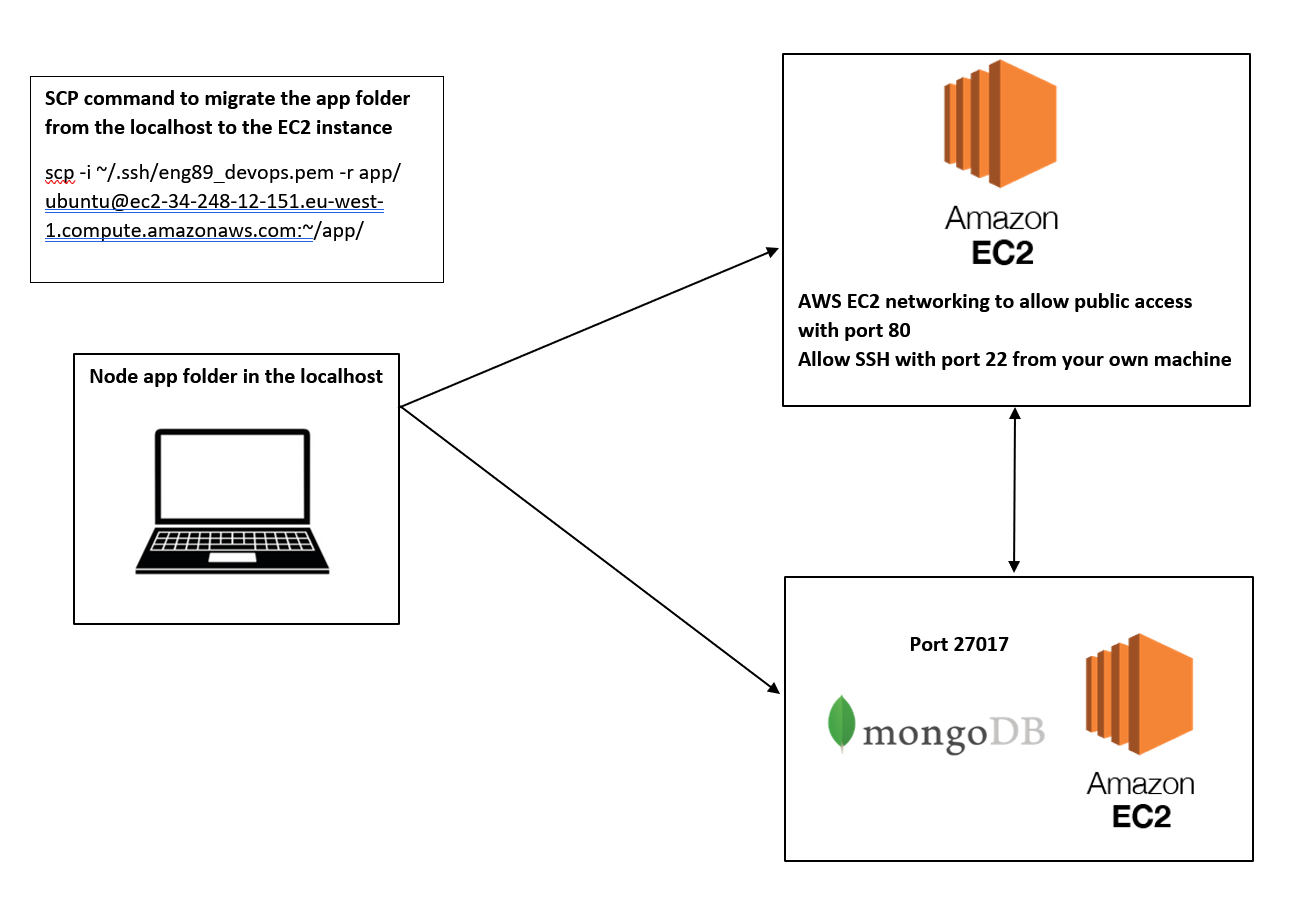 SCP command to migrate the app folder
from the localhost to the EC2 instance
scp -i ~/.ssh/eng89_devops.pem -r app/
ubuntu@ec2-34-248-12-151.eu-west-
1.compute.amazonaws.com:~/app/
Node app folder in the localhost
Amazon
EC2
AWS EC2 networking to allow public access
with port 80
Allow SSH with port 22 from your own machine
Port 27017
mongoDB
Amazon
EC2